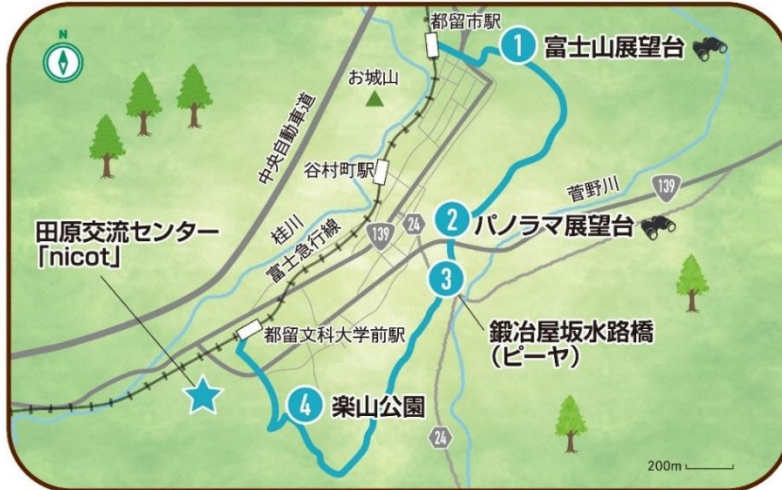 N
都留市駅
1
富士山展望台
お城山
中央自動車道
谷村町駅
菅野川
139
桂川
富士急行線
139
24
2
パノラマ展望台
田原交流センター
「nicot」
3
鍛冶屋坂水路橋
(ピーヤ)
都留文科大学前駅
4
楽山公園
24
200m